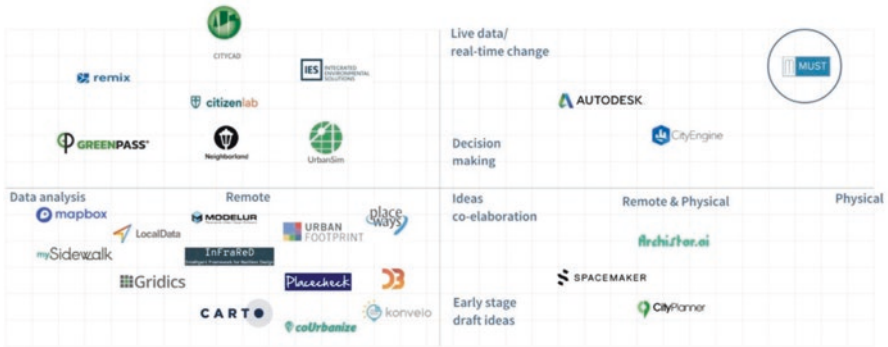 CITYCAD
Live data/
real-time change
remix
IES INTEGRATED
ENVIRONMENTAL
SOLUTIONS
MUST
citizenlab
AUTODESK
GREENPASS
Neighborland
UrbanSim
CityEngine
Decision
making
Data analysis
Remote
Ideas
co-elaboration
Remote & Physical
Physical
mapbox
MODELUR
place
ways
LocalData
URBAN
FOOTPRINT
mySidewalk
InFraReD
Archistar.ai
Gridics
Placecheck
D3
SPACEMAKER
CARTO
konveio
Early stage
draft ideas
CityPlanner
coUrbanize